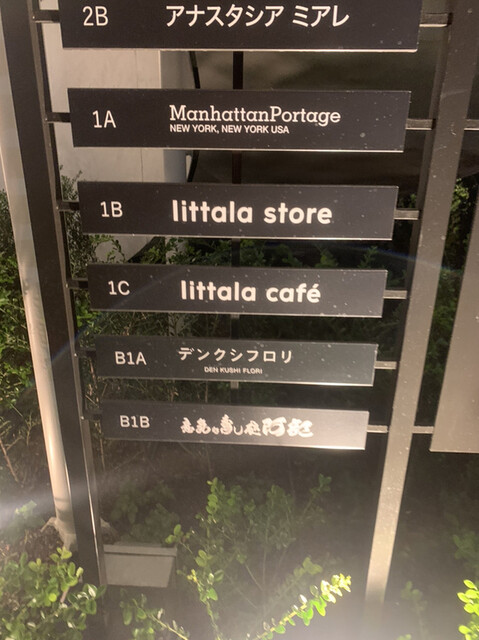 2B アナスタシア ミアレ
1A ManhattanPortage
NEW YORK, NEW YORK USA
1B iittala store
1C iittala café
B1A デンクシフロリ
DEN KUSHI FLORI
B1B